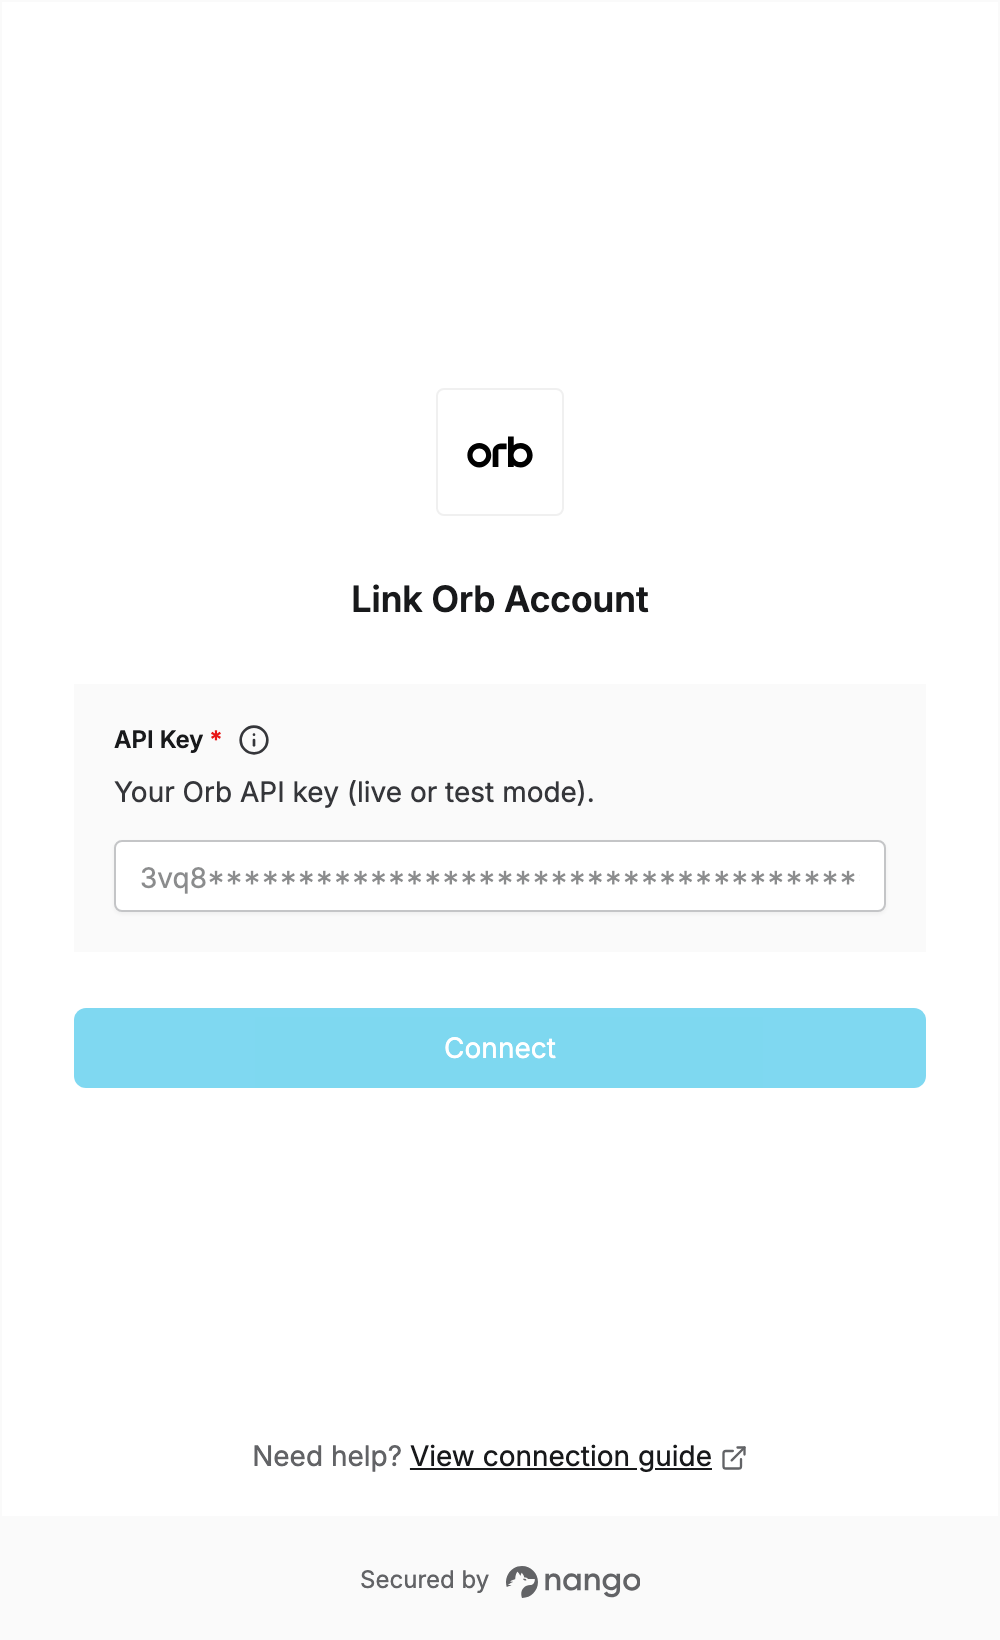 orb
Link Orb Account
API Key *
Your Orb API key (live or test mode).
3vq8************************************
Connect
Need help? View connection guide
Secured by nango